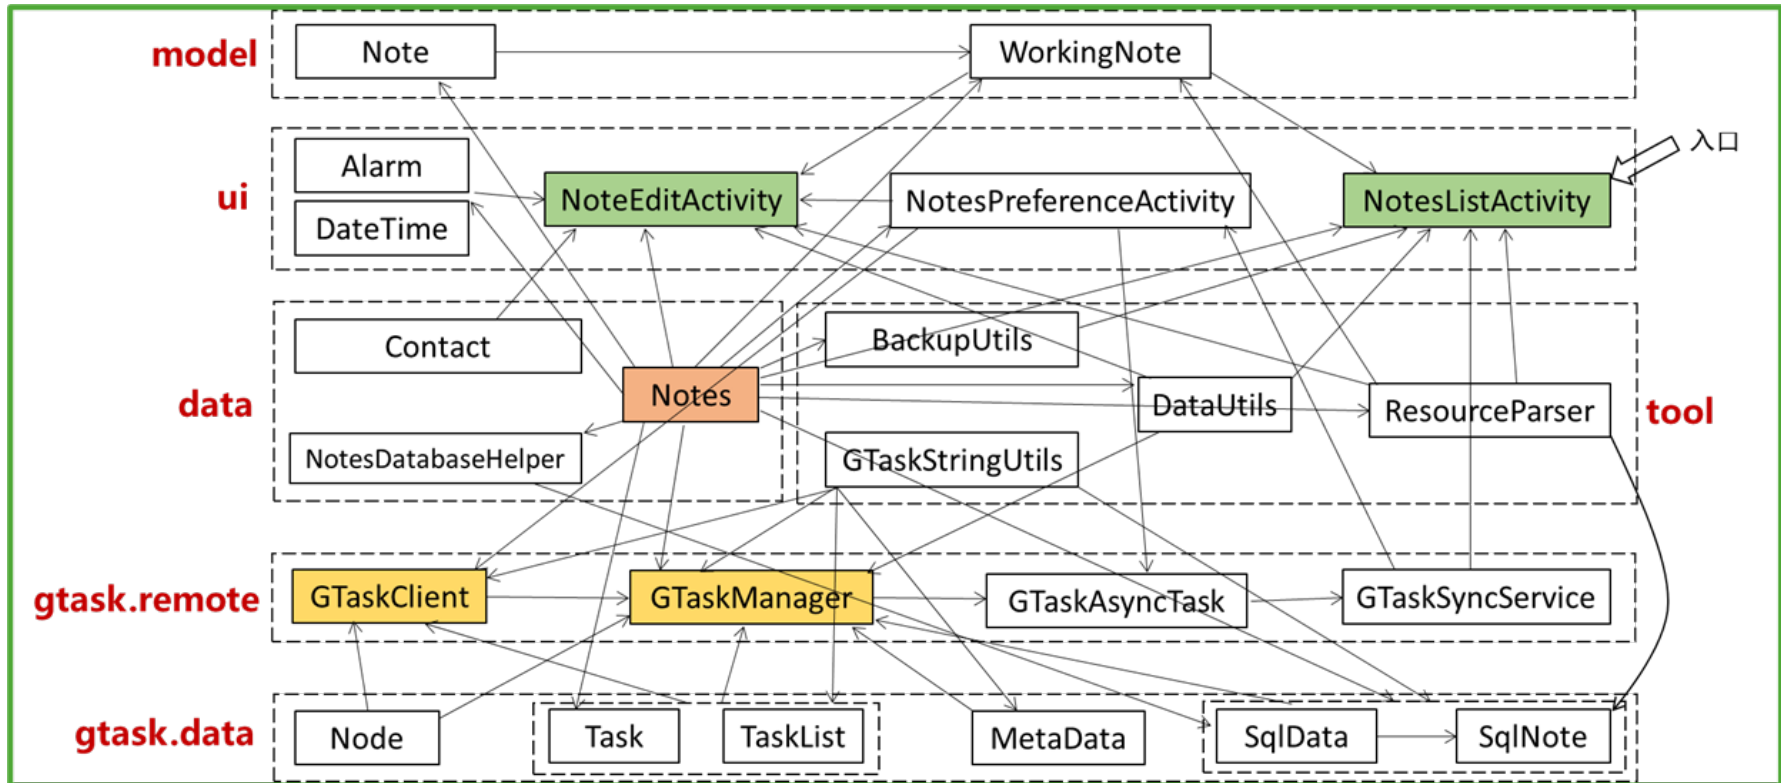 model
Note
WorkingNote
入口
ui
Alarm
DateTime
NoteEditActivity
NotesPreferenceActivity
NotesListActivity
data
Contact
Notes
NotesDatabaseHelper
BackupUtils
DataUtils
GTaskStringUtils
ResourceParser
tool
gtask.remote
GTaskClient
GTaskManager
GTaskAsyncTask
GTaskSyncService
gtask.data
Node
Task
TaskList
MetaData
SqlData
SqlNote